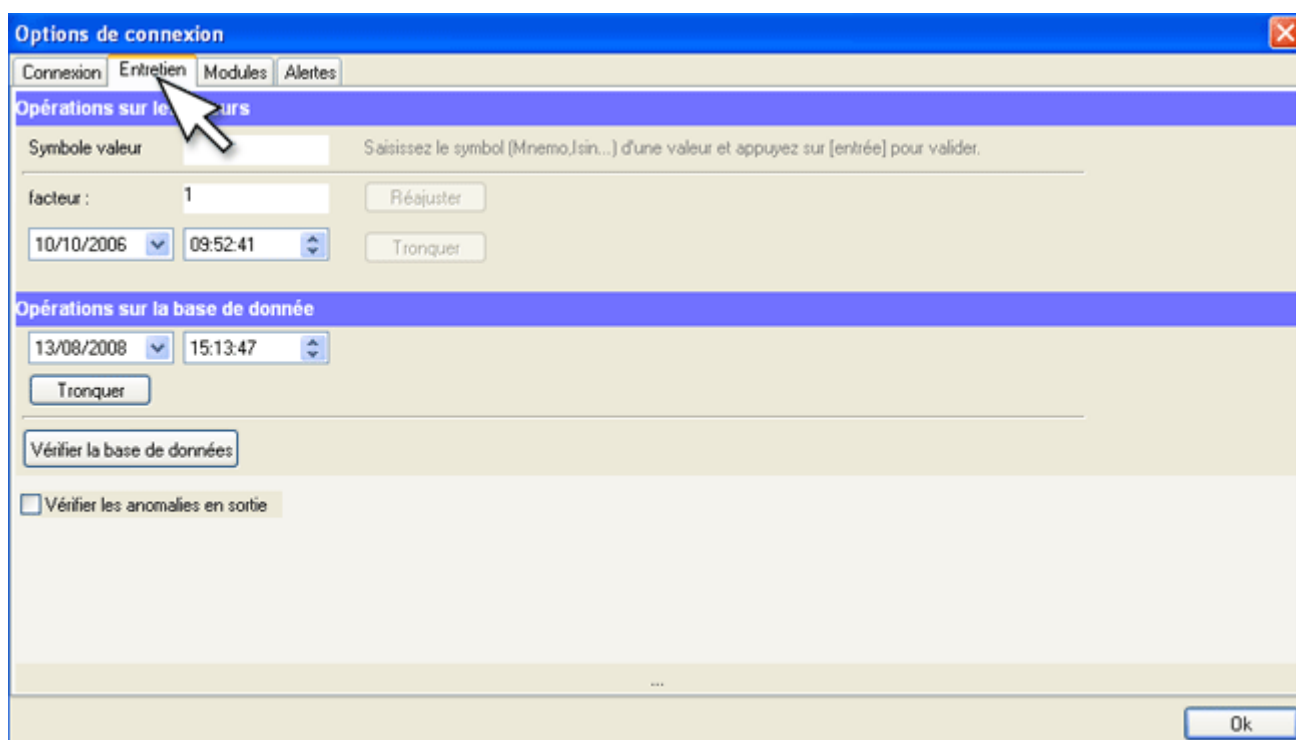 Options de connexion
Connexion Entretien Modules Alertes
Opérations sur les
Symbole valeur Saisissez le symbol (Mnemo,Isin...) d'une valeur et appuyez sur [entrée] pour valider.
facteur : 1 Réajuster
10/10/2006 09:52:41 Tronquer
Opérations sur la base de donnée
13/08/2008 15:13:47
Tronquer
Vérifier la base de données
Vérifier les anomalies en sortie
...
Ok